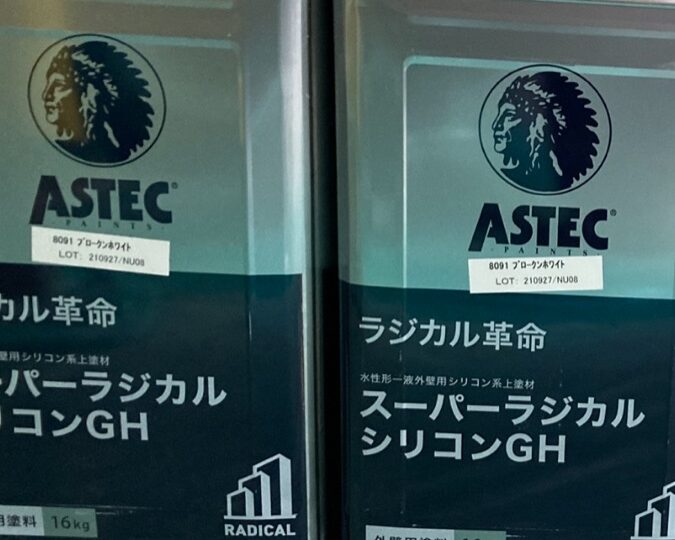 ASTEC®
PAINTS
8091 ブロークンホワイト
LOT: 210927/NU08
カル革命
壁用シリコン系上塗材
ーパーラジカル
リコンGH
用塗料 16kg
RADICAL
ASTEC®
PAINTS
8091 ブロークンホワイト
LOT: 210927/NU08
ラジカル革命
水性形一液外壁用シリコン系上塗材
スーパーラジカル
シリコンGH
外壁用塗料